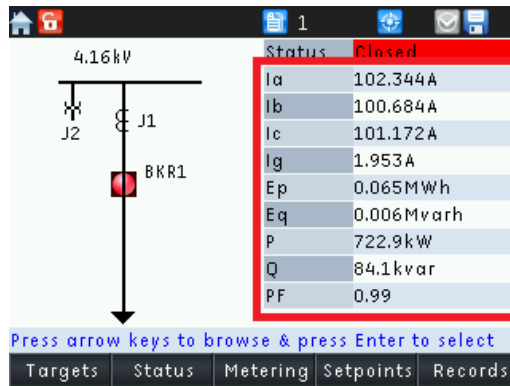 1
4.16kV
Status Closed
Ia 102.344A
Ib 100.684A
Ic 101.172A
Ig 1.953A
Ep 0.065MWh
Eq 0.006Mvarh
P 722.9kW
Q 84.1kvar
PF 0.99
J2
J1
BKR1
Press arrow keys to browse & press Enter to select
Targets Status Metering Setpoints Records